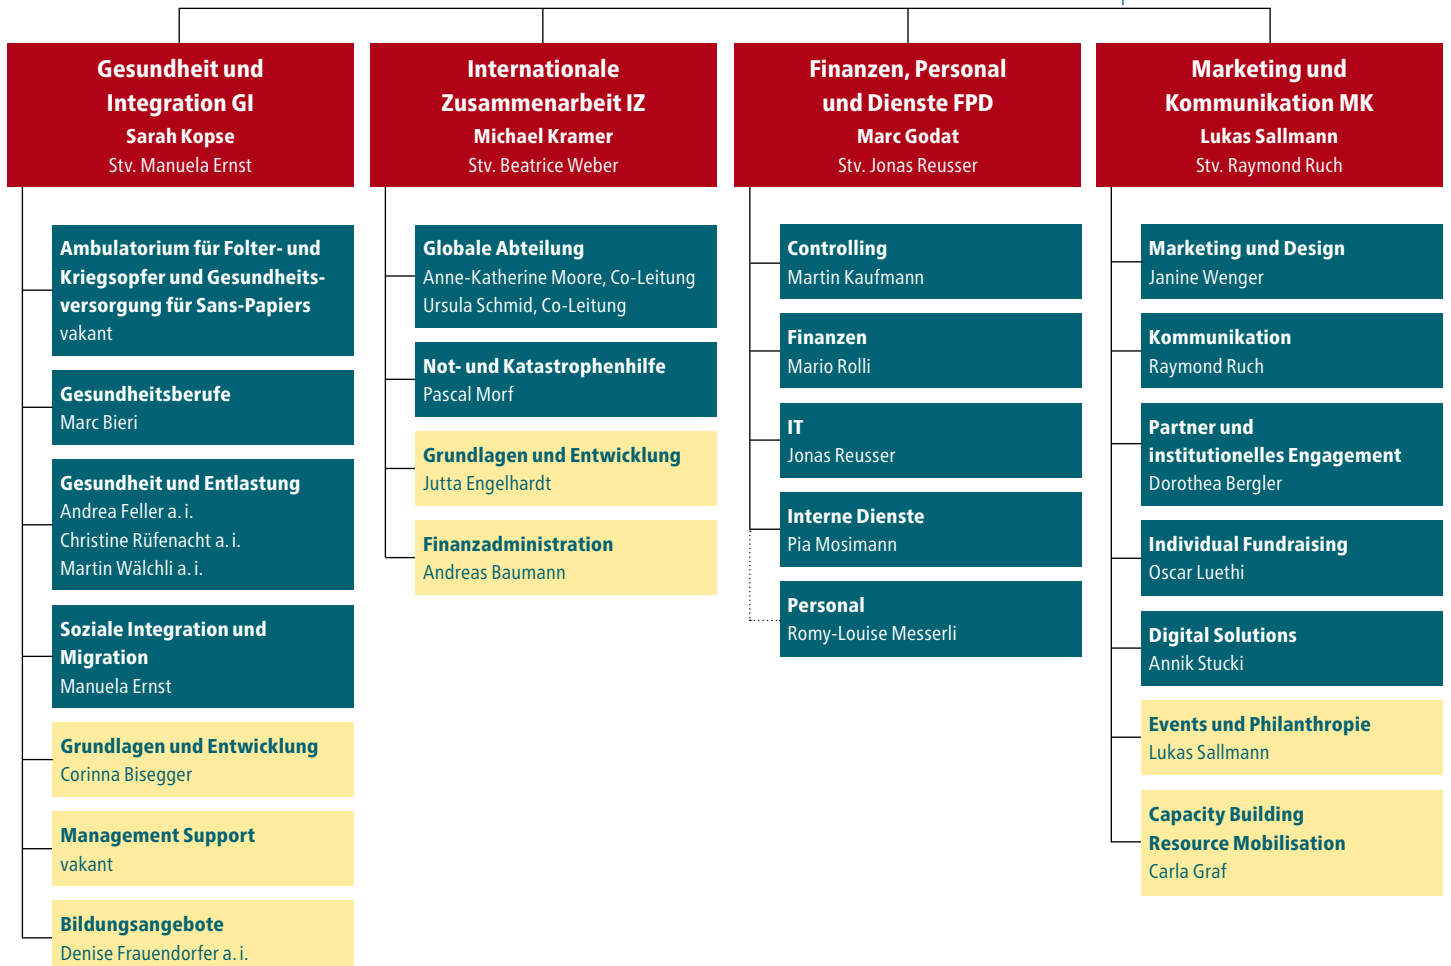 Gesundheit und
Integration GI
Sarah Kopse
Stv. Manuela Ernst
Ambulatorium für Folter- und
Kriegsopfer und Gesundheits-
versorgung für Sans-Papiers
vakant
Gesundheitsberufe
Marc Bieri
Gesundheit und Entlastung
Andrea Feller a. i.
Christine Rüfenacht a. i.
Martin Wälchli a. i.
Soziale Integration und
Migration
Manuela Ernst
Grundlagen und Entwicklung
Corinna Bisegger
Management Support
vakant
Bildungsangebote
Denise Frauendorfer a. i.
Internationale
Zusammenarbeit IZ
Michael Kramer
Stv. Beatrice Weber
Globale Abteilung
Anne-Katherine Moore, Co-Leitung
Ursula Schmid, Co-Leitung
Not- und Katastrophenhilfe
Pascal Morf
Grundlagen und Entwicklung
Jutta Engelhardt
Finanzadministration
Andreas Baumann
Finanzen, Personal
und Dienste FPD
Marc Godat
Stv. Jonas Reusser
Controlling
Martin Kaufmann
Finanzen
Mario Rolli
IT
Jonas Reusser
Interne Dienste
Pia Mosimann
Personal
Romy-Louise Messerli
Marketing und
Kommunikation MK
Lukas Sallmann
Stv. Raymond Ruch
Marketing und Design
Janine Wenger
Kommunikation
Raymond Ruch
Partner und
institutionelles Engagement
Dorothea Bergler
Individual Fundraising
Oscar Luethi
Digital Solutions
Annik Stucki
Events und Philanthropie
Lukas Sallmann
Capacity Building
Resource Mobilisation
Carla Graf